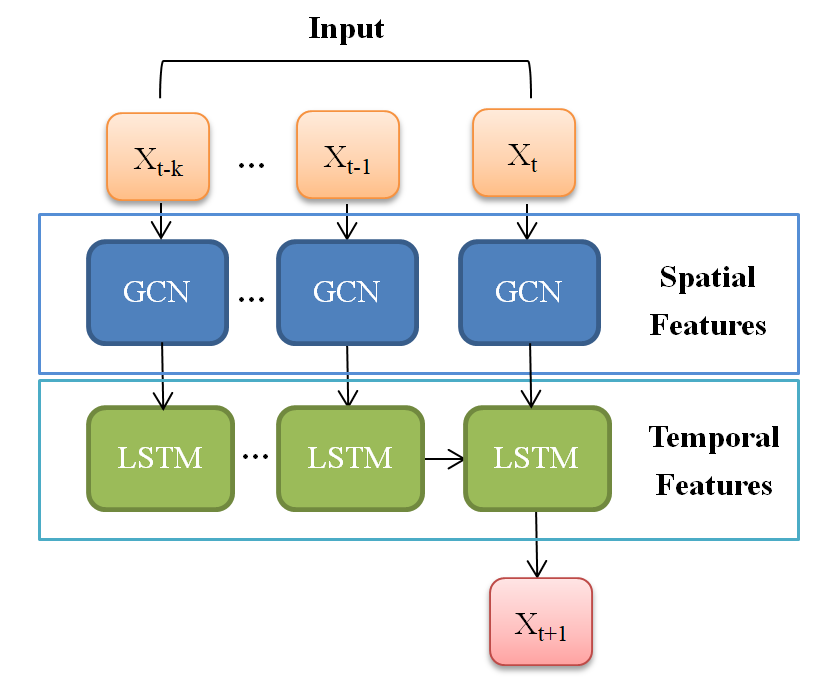 Input
X_{t-k} ... X_{t-1} X_t
GCN ... GCN GCN
Spatial
Features
LSTM ... LSTM LSTM
Temporal
Features
X_{t+1}